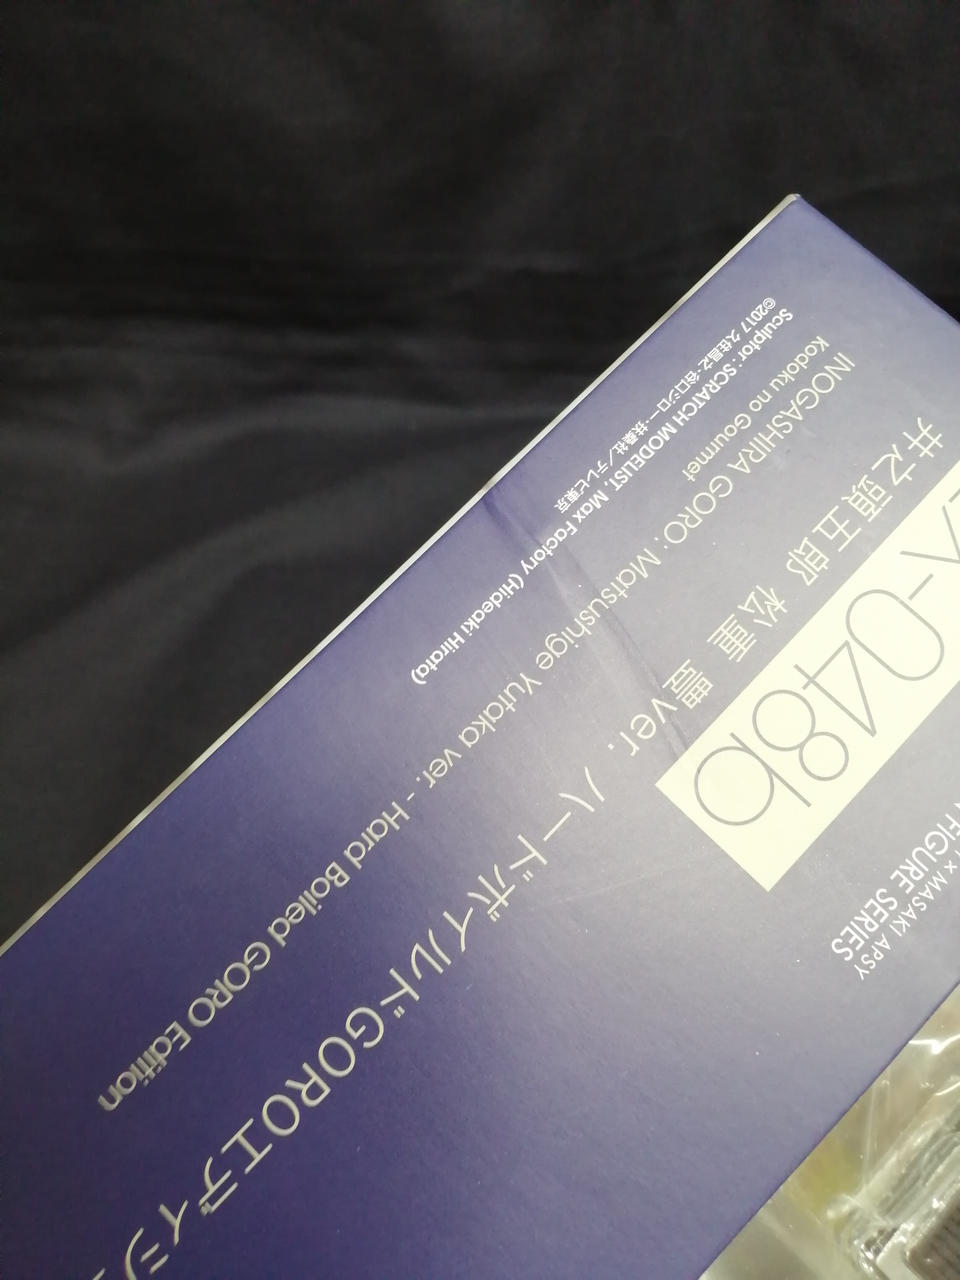 × MASAKI APSY
FIGURE SERIES
-048b
井之頭五郎 松重 豊ver. ハードボイルドGOROエディシ
INOGASHIRA GORO: Matsushige Yutaka ver. - Hard Boiled GORO Edition
Kodoku no Gourmet
Sculptor: SCRATCH MODELIST, Max Factory (Hideaki Hirata)
©2017 久住昌之・谷口ジロー・扶桑社／テレビ東京